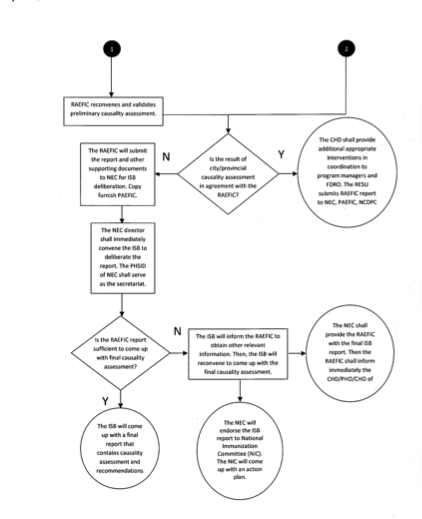 1
2
RAEFIC reconvenes and validates
preliminary causality assessment.
The RAEFIC will submit
the report and other
supporting documents
to NEC for ISB
deliberation. Copy
furnish PAEFIC.
N
Is the result of
city/provincial
causality assessment
in agreement with the
RAEFIC?
Y
The CHD shall provide
additional appropriate
interventions in
coordination to
program managers and
FDRO. The RESU
submits RAEFIC report
to NEC, PAEFIC, NCDPC
The NEC director
shall immediately
convene the ISB to
deliberate the
report. The PHSID
of NEC shall serve
as the secretariat.
Is the RAEFIC report
sufficient to come up
with final causality
assessment?
N
The ISB will inform the RAEFIC to
obtain other relevant
information. Then, the ISB will
reconvene to come up with the
final causality assessment.
The NEC shall
provide the RAEFIC
with the final ISB
report. Then the
RAEFIC shall inform
immediately the
CHD/PHO/CHO of
Y
The ISB will come
up with a final
report that
contains causality
assessment and
recommendations
The NEC will
endorse the ISB
report to National
Immunization
Committee (NIC).
The NIC will come
up with an action
plan.